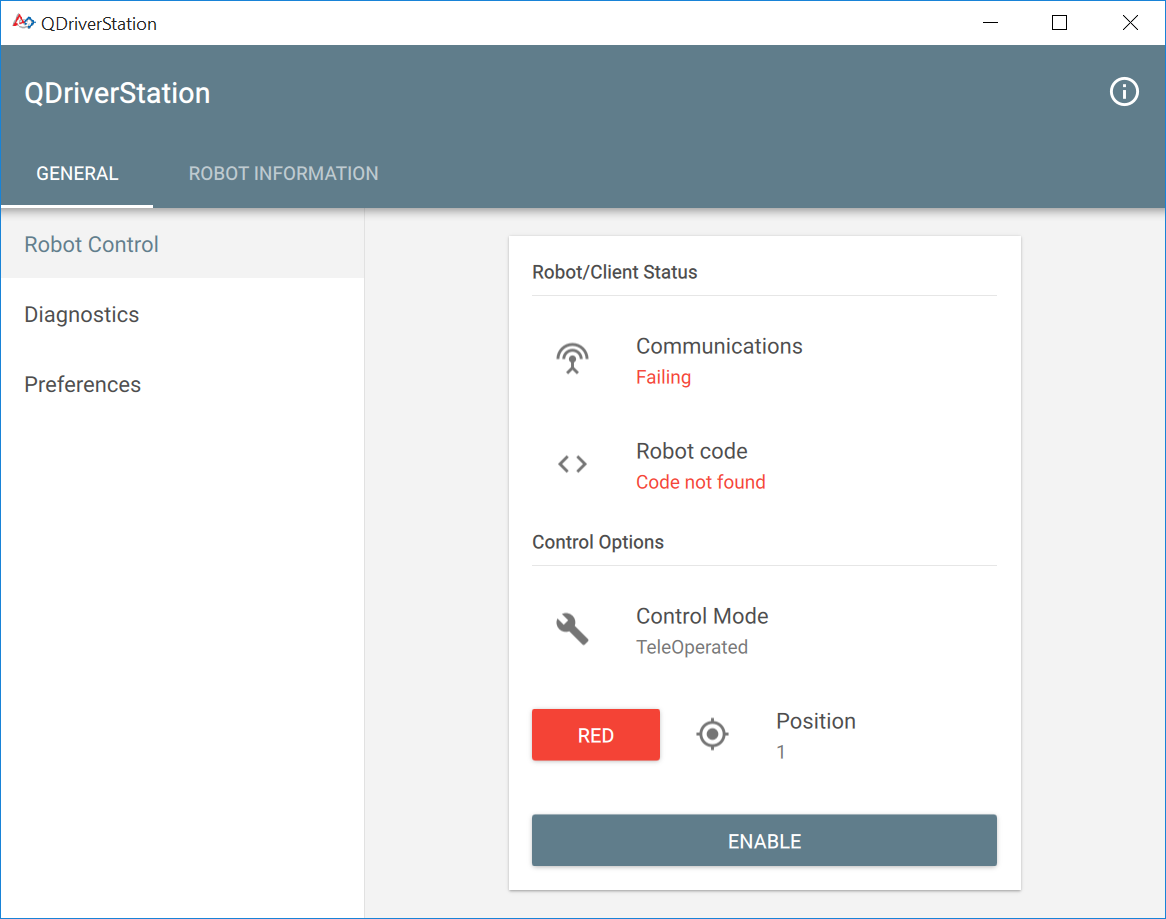 QDriverStation
QDriverStation
GENERAL
ROBOT INFORMATION
Robot Control
Diagnostics
Preferences
Robot/Client Status
Communications
Failing
Robot code
Code not found
Control Options
Control Mode
TeleOperated
RED
Position
1
ENABLE